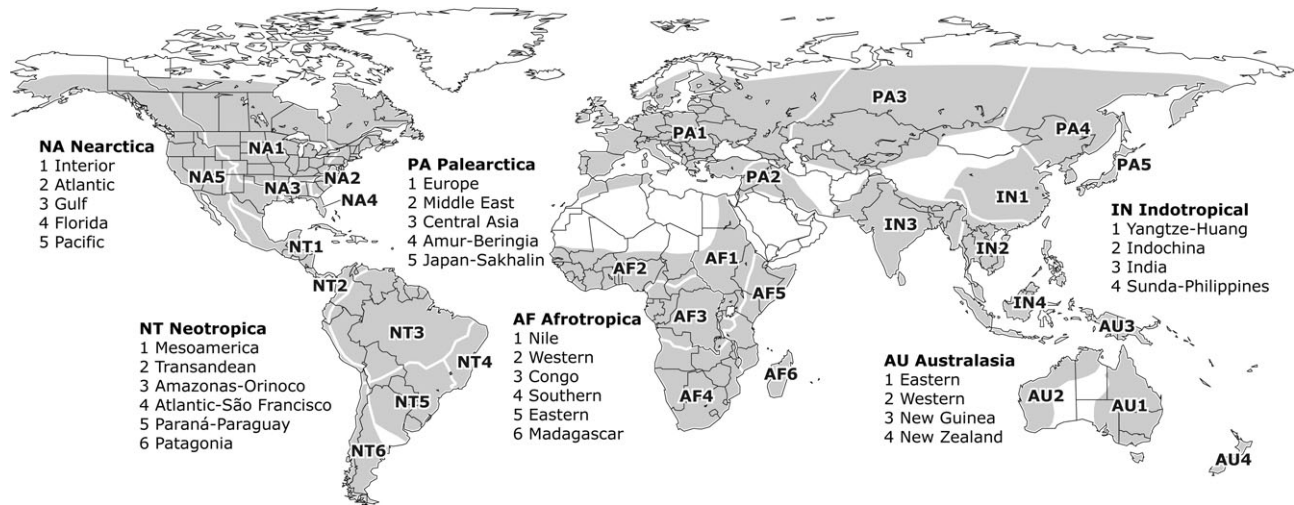 NA Nearctica
1 Interior
2 Atlantic
3 Gulf
4 Florida
5 Pacific
NA1
NA2
NA3
NA4
NA5
PA Palearctica
1 Europe
2 Middle East
3 Central Asia
4 Amur-Beringia
5 Japan-Sakhalin
PA1
PA2
PA3
PA4
PA5
IN Indotropical
1 Yangtze-Huang
2 Indochina
3 India
4 Sunda-Philippines
IN1
IN2
IN3
IN4
NT Neotropica
1 Mesoamerica
2 Transandean
3 Amazonas-Orinoco
4 Atlantic-São Francisco
5 Paraná-Paraguay
6 Patagonia
NT1
NT2
NT3
NT4
NT5
NT6
AF Afrotropica
1 Nile
2 Western
3 Congo
4 Southern
5 Eastern
6 Madagascar
AF1
AF2
AF3
AF4
AF5
AF6
AU Australasia
1 Eastern
2 Western
3 New Guinea
4 New Zealand
AU1
AU2
AU3
AU4